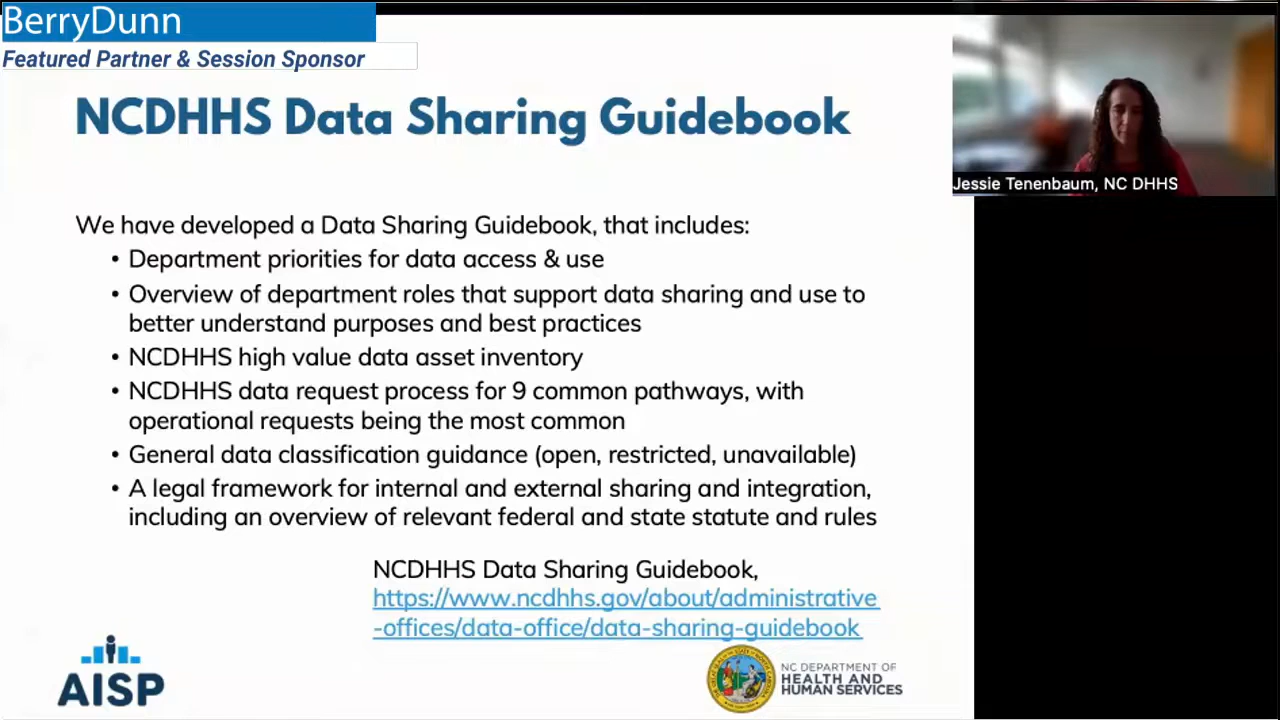 BerryDunn
Featured Partner & Session Sponsor
NCDHHS Data Sharing Guidebook
Jessie Tenenbaum, NC DHHS
We have developed a Data Sharing Guidebook, that includes:
• Department priorities for data access & use
• Overview of department roles that support data sharing and use to
better understand purposes and best practices
• NCDHHS high value data asset inventory
• NCDHHS data request process for 9 common pathways, with
operational requests being the most common
• General data classification guidance (open, restricted, unavailable)
• A legal framework for internal and external sharing and integration,
including an overview of relevant federal and state statute and rules
NCDHHS Data Sharing Guidebook,
https://www.ncdhhs.gov/about/administrative
-offices/data-office/data-sharing-guidebook
AISP
NC DEPARTMENT OF
HEALTH AND
HUMAN SERVICES